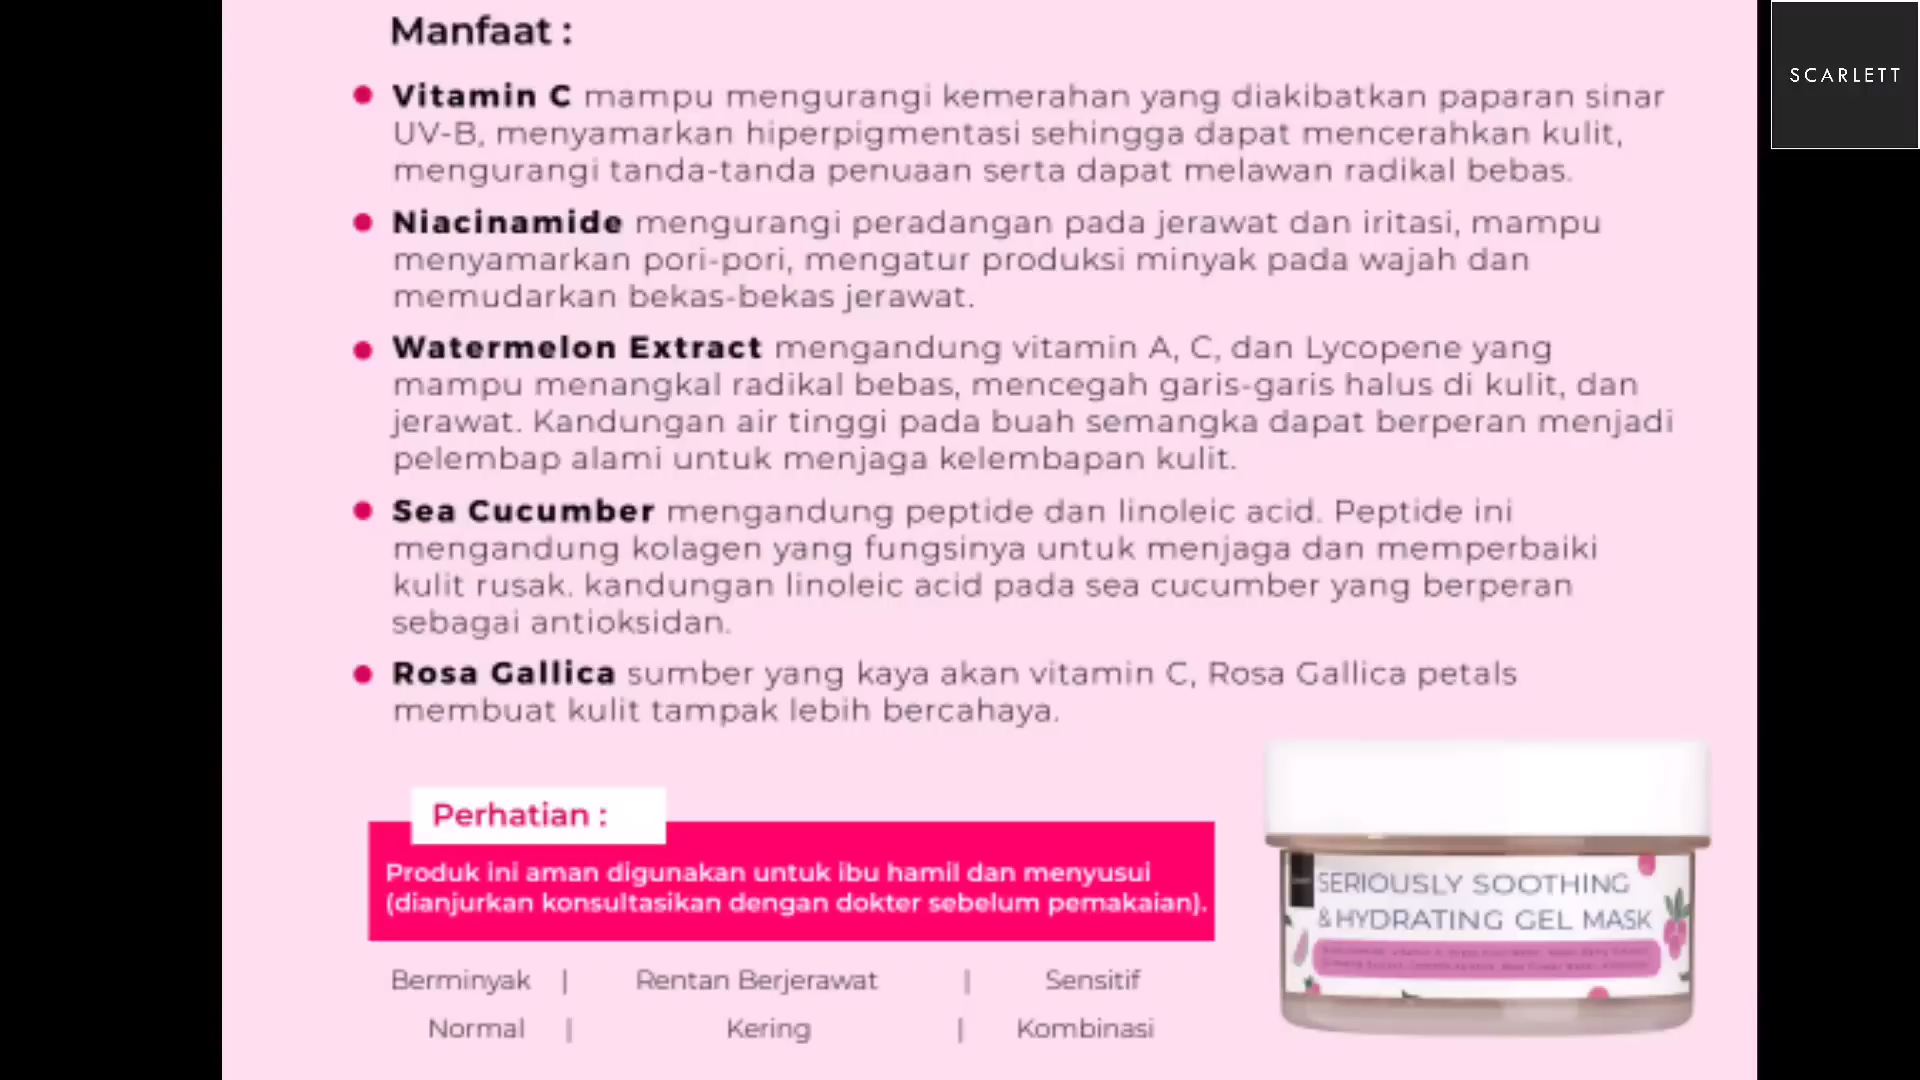 Manfaat :
SCARLETT
Vitamin C mampu mengurangi kemerahan yang diakibatkan paparan sinar
UV-B, menyamarkan hiperpigmentasi sehingga dapat mencerahkan kulit,
mengurangi tanda-tanda penuaan serta dapat melawan radikal bebas.
Niacinamide mengurangi peradangan pada jerawat dan iritasi, mampu
menyamarkan pori-pori, mengatur produksi minyak pada wajah dan
memudarkan bekas-bekas jerawat.
Watermelon Extract mengandung vitamin A, C, dan Lycopene yang
mampu menangkal radikal bebas, mencegah garis-garis halus di kulit, dan
jerawat. Kandungan air tinggi pada buah semangka dapat berperan menjadi
pelembap alami untuk menjaga kelembapan kulit.
Sea Cucumber mengandung peptide dan linoleic acid. Peptide ini
mengandung kolagen yang fungsinya untuk menjaga dan memperbaiki
kulit rusak. kandungan linoleic acid pada sea cucumber yang berperan
sebagai antioksidan.
Rosa Gallica sumber yang kaya akan vitamin C, Rosa Gallica petals
membuat kulit tampak lebih bercahaya.
Perhatian :
Produk ini aman digunakan untuk ibu hamil dan menyusui
(dianjurkan konsultasikan dengan dokter sebelum pemakaian).
Berminyak | Rentan Berjerawat | Sensitif
Normal | Kering | Kombinasi
SERIOUSLY SOOTHING
& HYDRATING GEL MASK